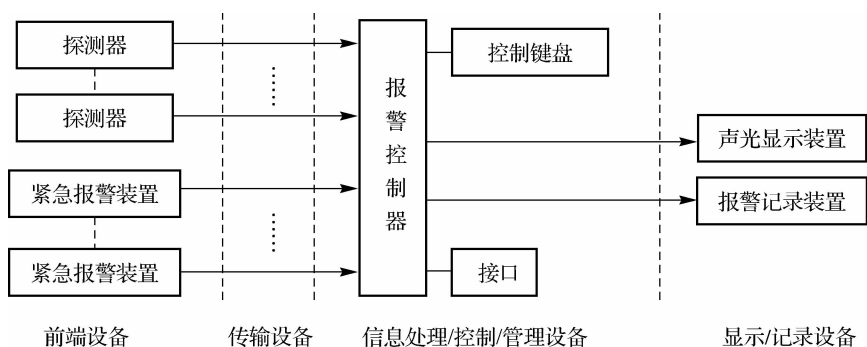 探测器
探测器
紧急报警装置
紧急报警装置
报警控制器
控制键盘
接口
声光显示装置
报警记录装置
前端设备
传输设备
信息处理/控制/管理设备
显示/记录设备